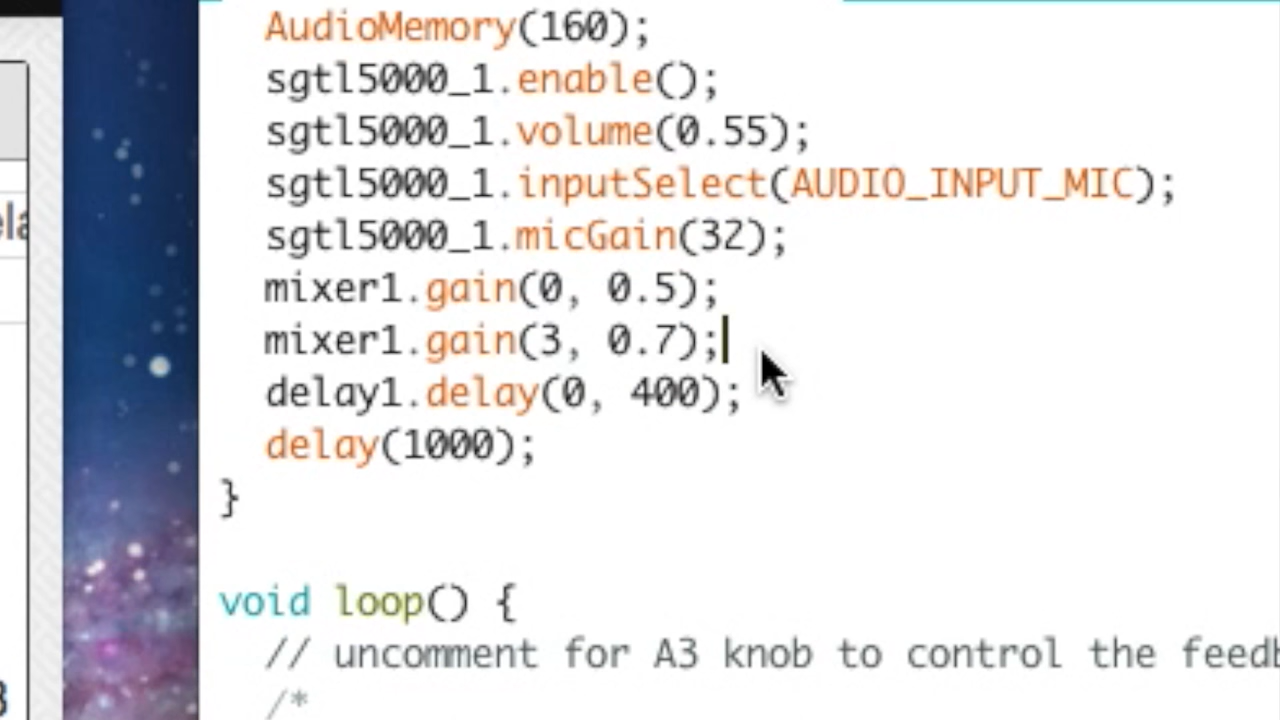 AudioMemory(160);
sgtl5000_1.enable();
sgtl5000_1.volume(0.55);
sgtl5000_1.inputSelect(AUDIO_INPUT_MIC);
sgtl5000_1.micGain(32);
mixer1.gain(0, 0.5);
mixer1.gain(3, 0.7);
delay1.delay(0, 400);
delay(1000);
}
void loop() {
// uncomment for A3 knob to control the
/*